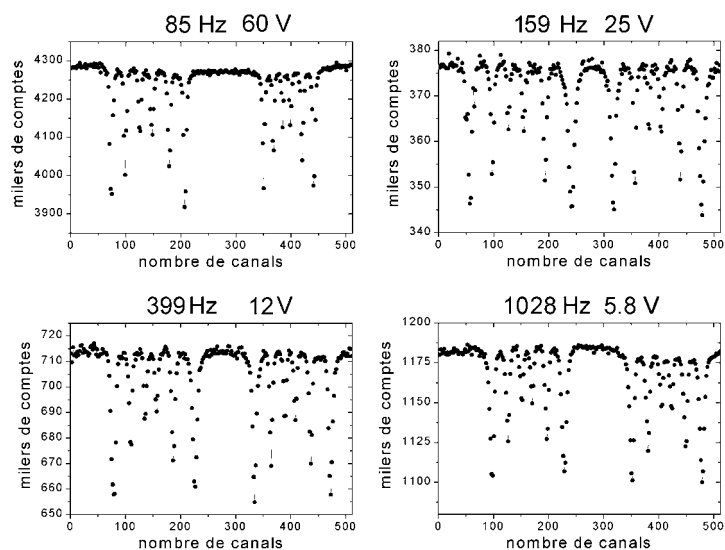 85 Hz 60 V
4300
4200
4100
4000
3900
milers de comptes
0 100 200 300 400 500
nombre de canals
159 Hz 25 V
380
370
360
350
340
milers de comptes
0 100 200 300 400 500
nombre de canals
399 Hz 12 V
720
710
700
690
680
670
660
650
milers de comptes
0 100 200 300 400 500
nombre de canals
1028 Hz 5.8 V
1200
1175
1150
1125
1100
milers de comptes
0 100 200 300 400 500
nombre de canals